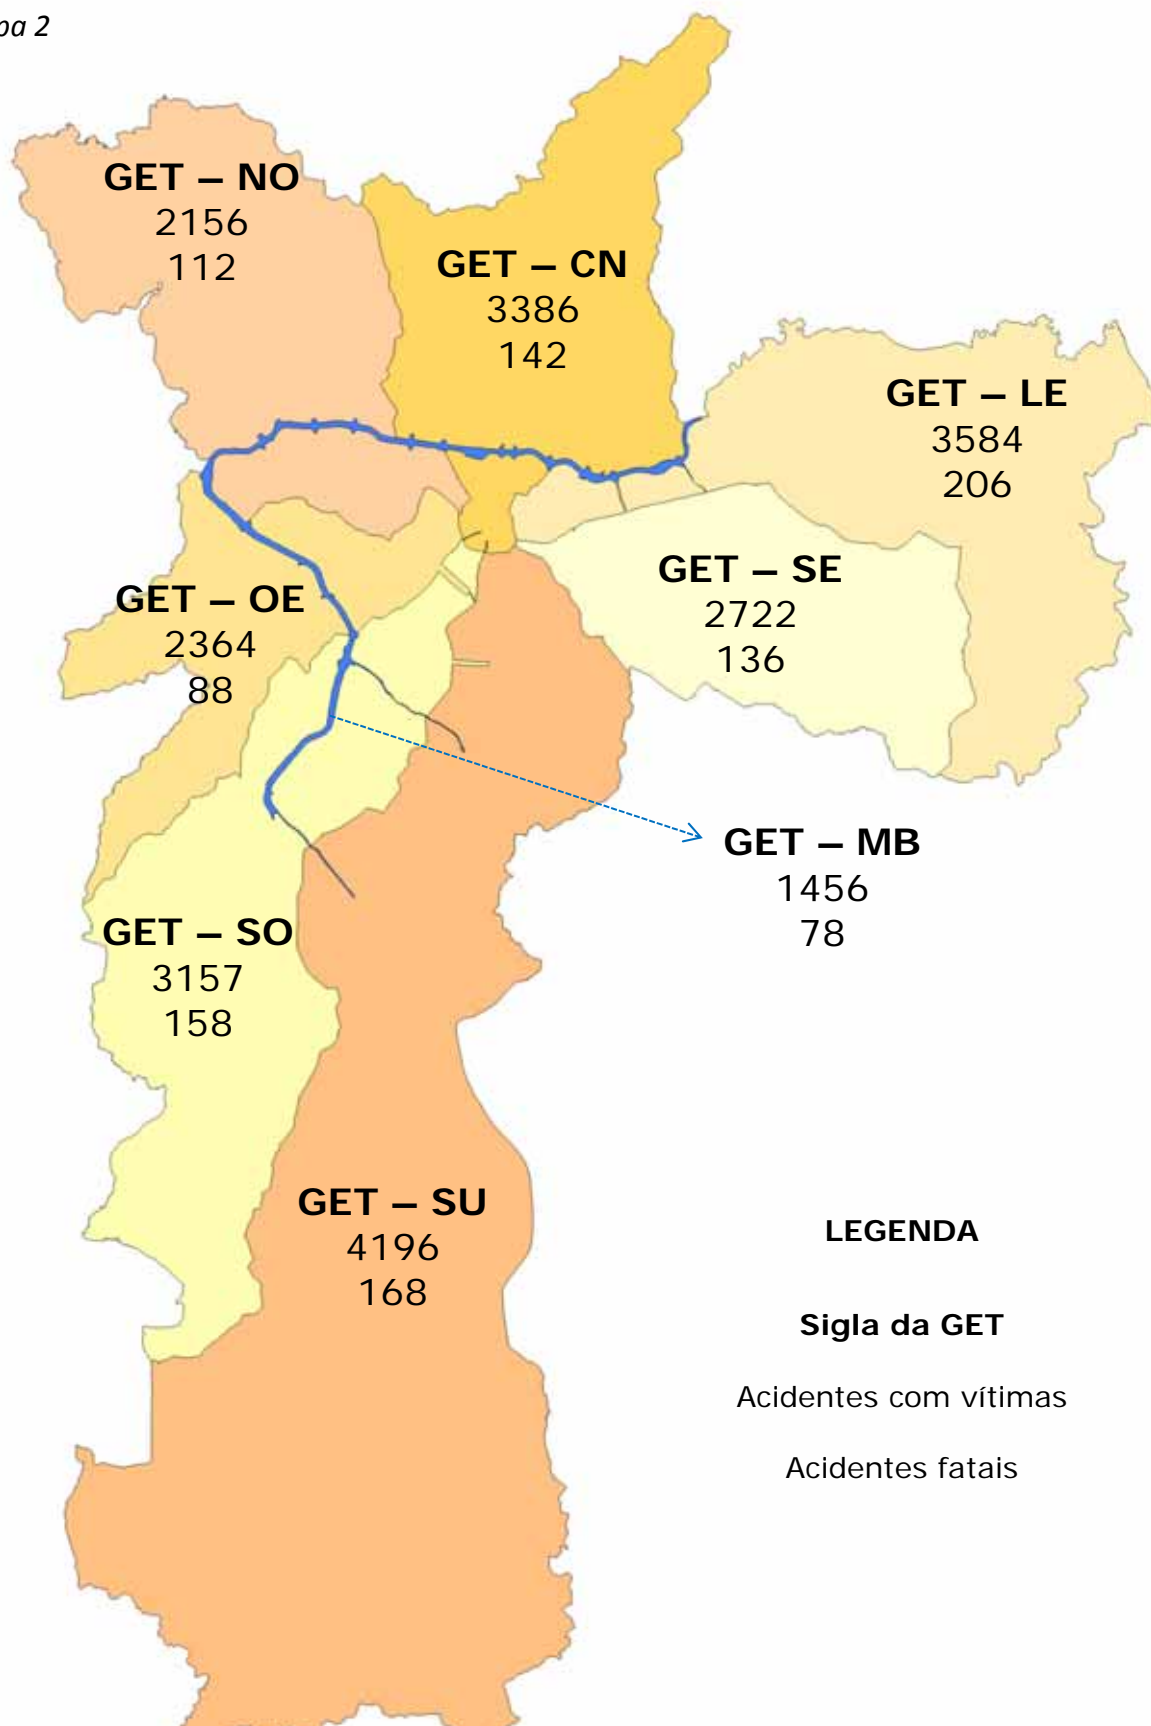 pa 2
GET – NO
2156
112
GET – CN
3386
142
GET – LE
3584
206
GET – SE
2722
136
GET – OE
2364
88
GET – MB
1456
78
GET – SO
3157
158
GET – SU
4196
168
LEGENDA
Sigla da GET
Acidentes com vítimas
Acidentes fatais